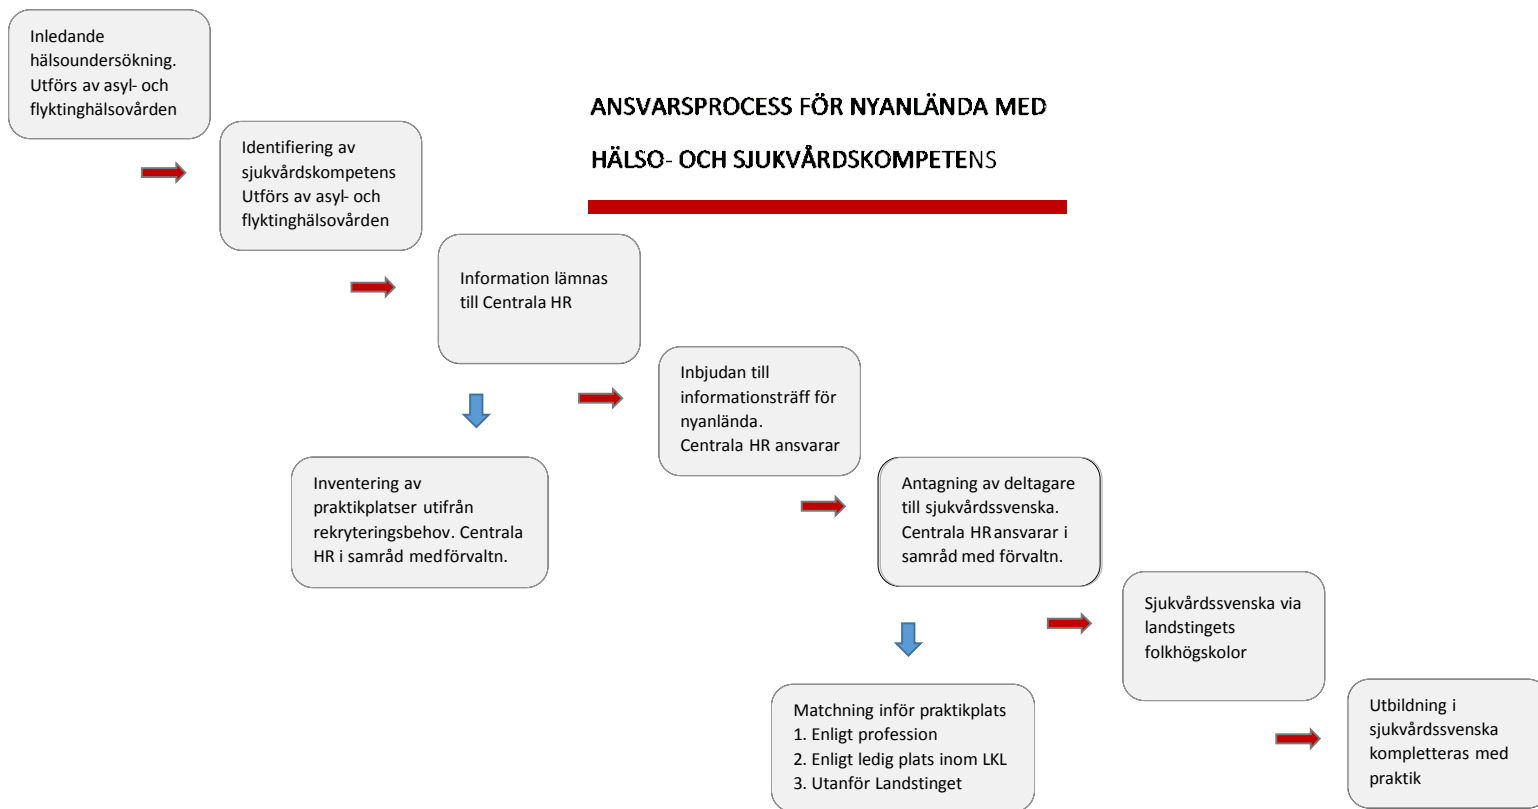 Inledande
hälsoundersökning.
Utförs av asyl- och
flyktinghälsovården
ANSVARSPROCESS FÖR NYANLÄNDA MED
HÄLSO- OCH SJUKVÅRDSKOMPETENS
Identifiering av
sjukvårdskompetens
Utförs av asyl- och
flyktinghälsovården
Information lämnas
till Centrala HR
Inbjudan till
informationsträff för
nyanlända.
Centrala HR ansvarar
Inventering av
praktikplatser utifrån
rekryteringsbehov. Centrala
HR i samråd medförvaltn.
Antagning av deltagare
till sjukvårdssvenska.
Centrala HRansvarar i
samråd med förvaltn.
Sjukvårdssvenska via
landstingets
folkhögskolor
Matchning inför praktikplats
1. Enligt profession
2. Enligt ledig plats inom LKL
3. Utanför Landstinget
Utbildning i
sjukvårdssvenska
kompletteras med
praktik